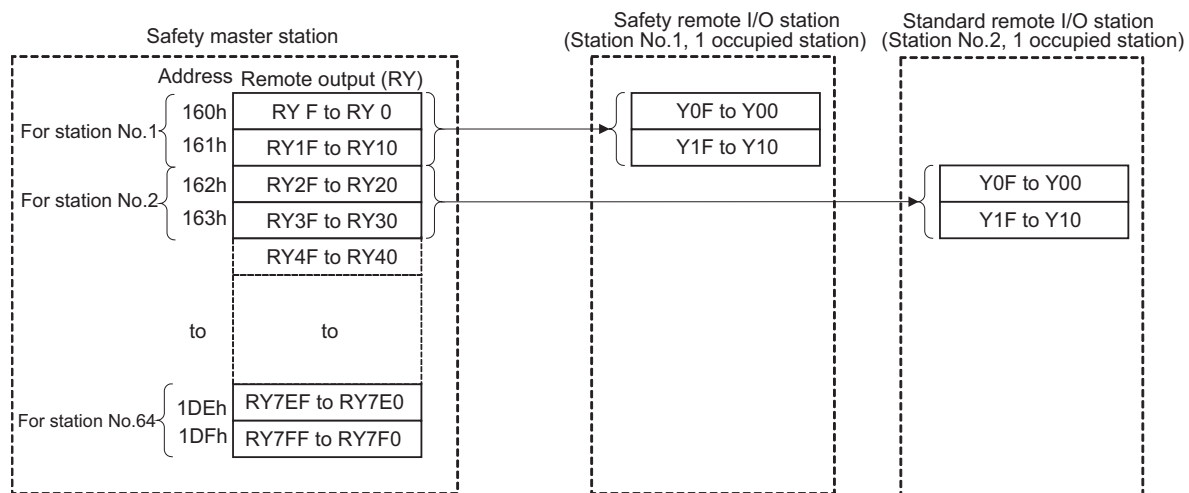 Safety master station
Safety remote I/O station
(Station No.1, 1 occupied station)
Standard remote I/O station
(Station No.2, 1 occupied station)
Address Remote output (RY)
For station No.1
160h RY F to RY 0
161h RY1F to RY10
For station No.2
162h RY2F to RY20
163h RY3F to RY30
RY4F to RY40
to to
For station No.64
1DEh RY7EF to RY7E0
1DFh RY7FF to RY7F0
Y0F to Y00
Y1F to Y10
Y0F to Y00
Y1F to Y10